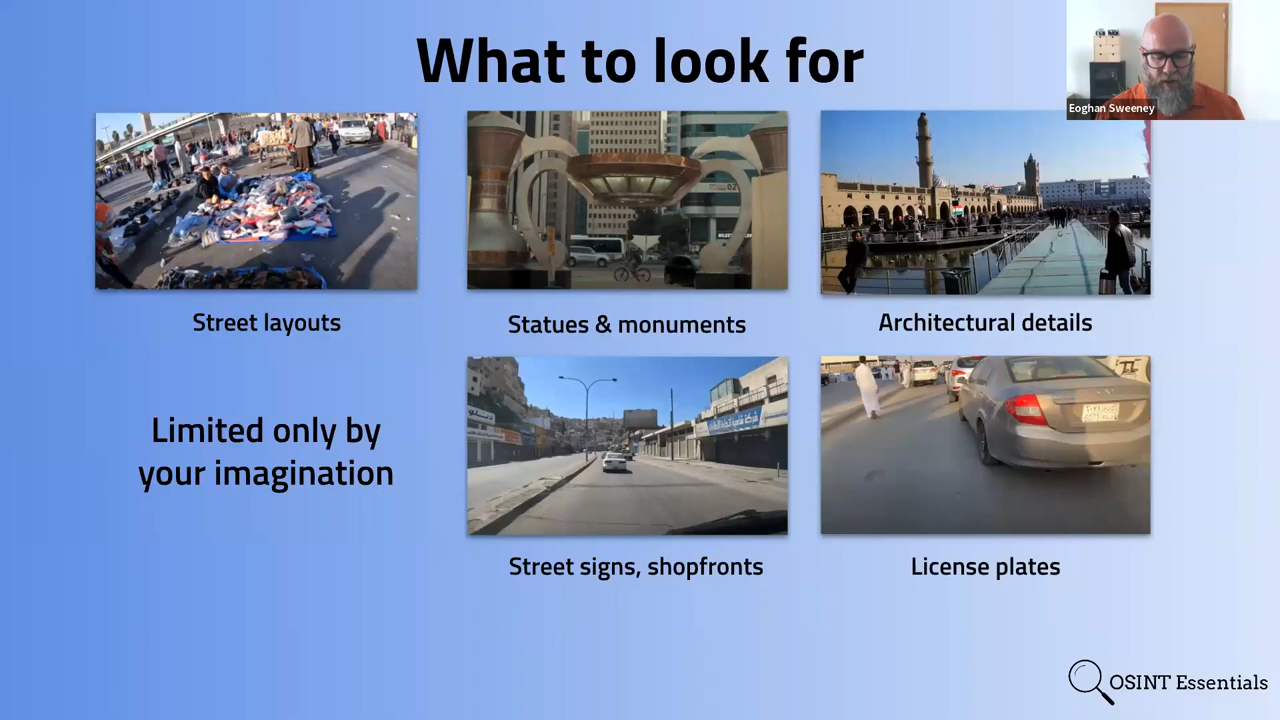 What to look for
Eoghan Sweeney
02
Street layouts
Statues & monuments
Architectural details
Limited only by
your imagination
Street signs, shopfronts
License plates
OSINT Essentials